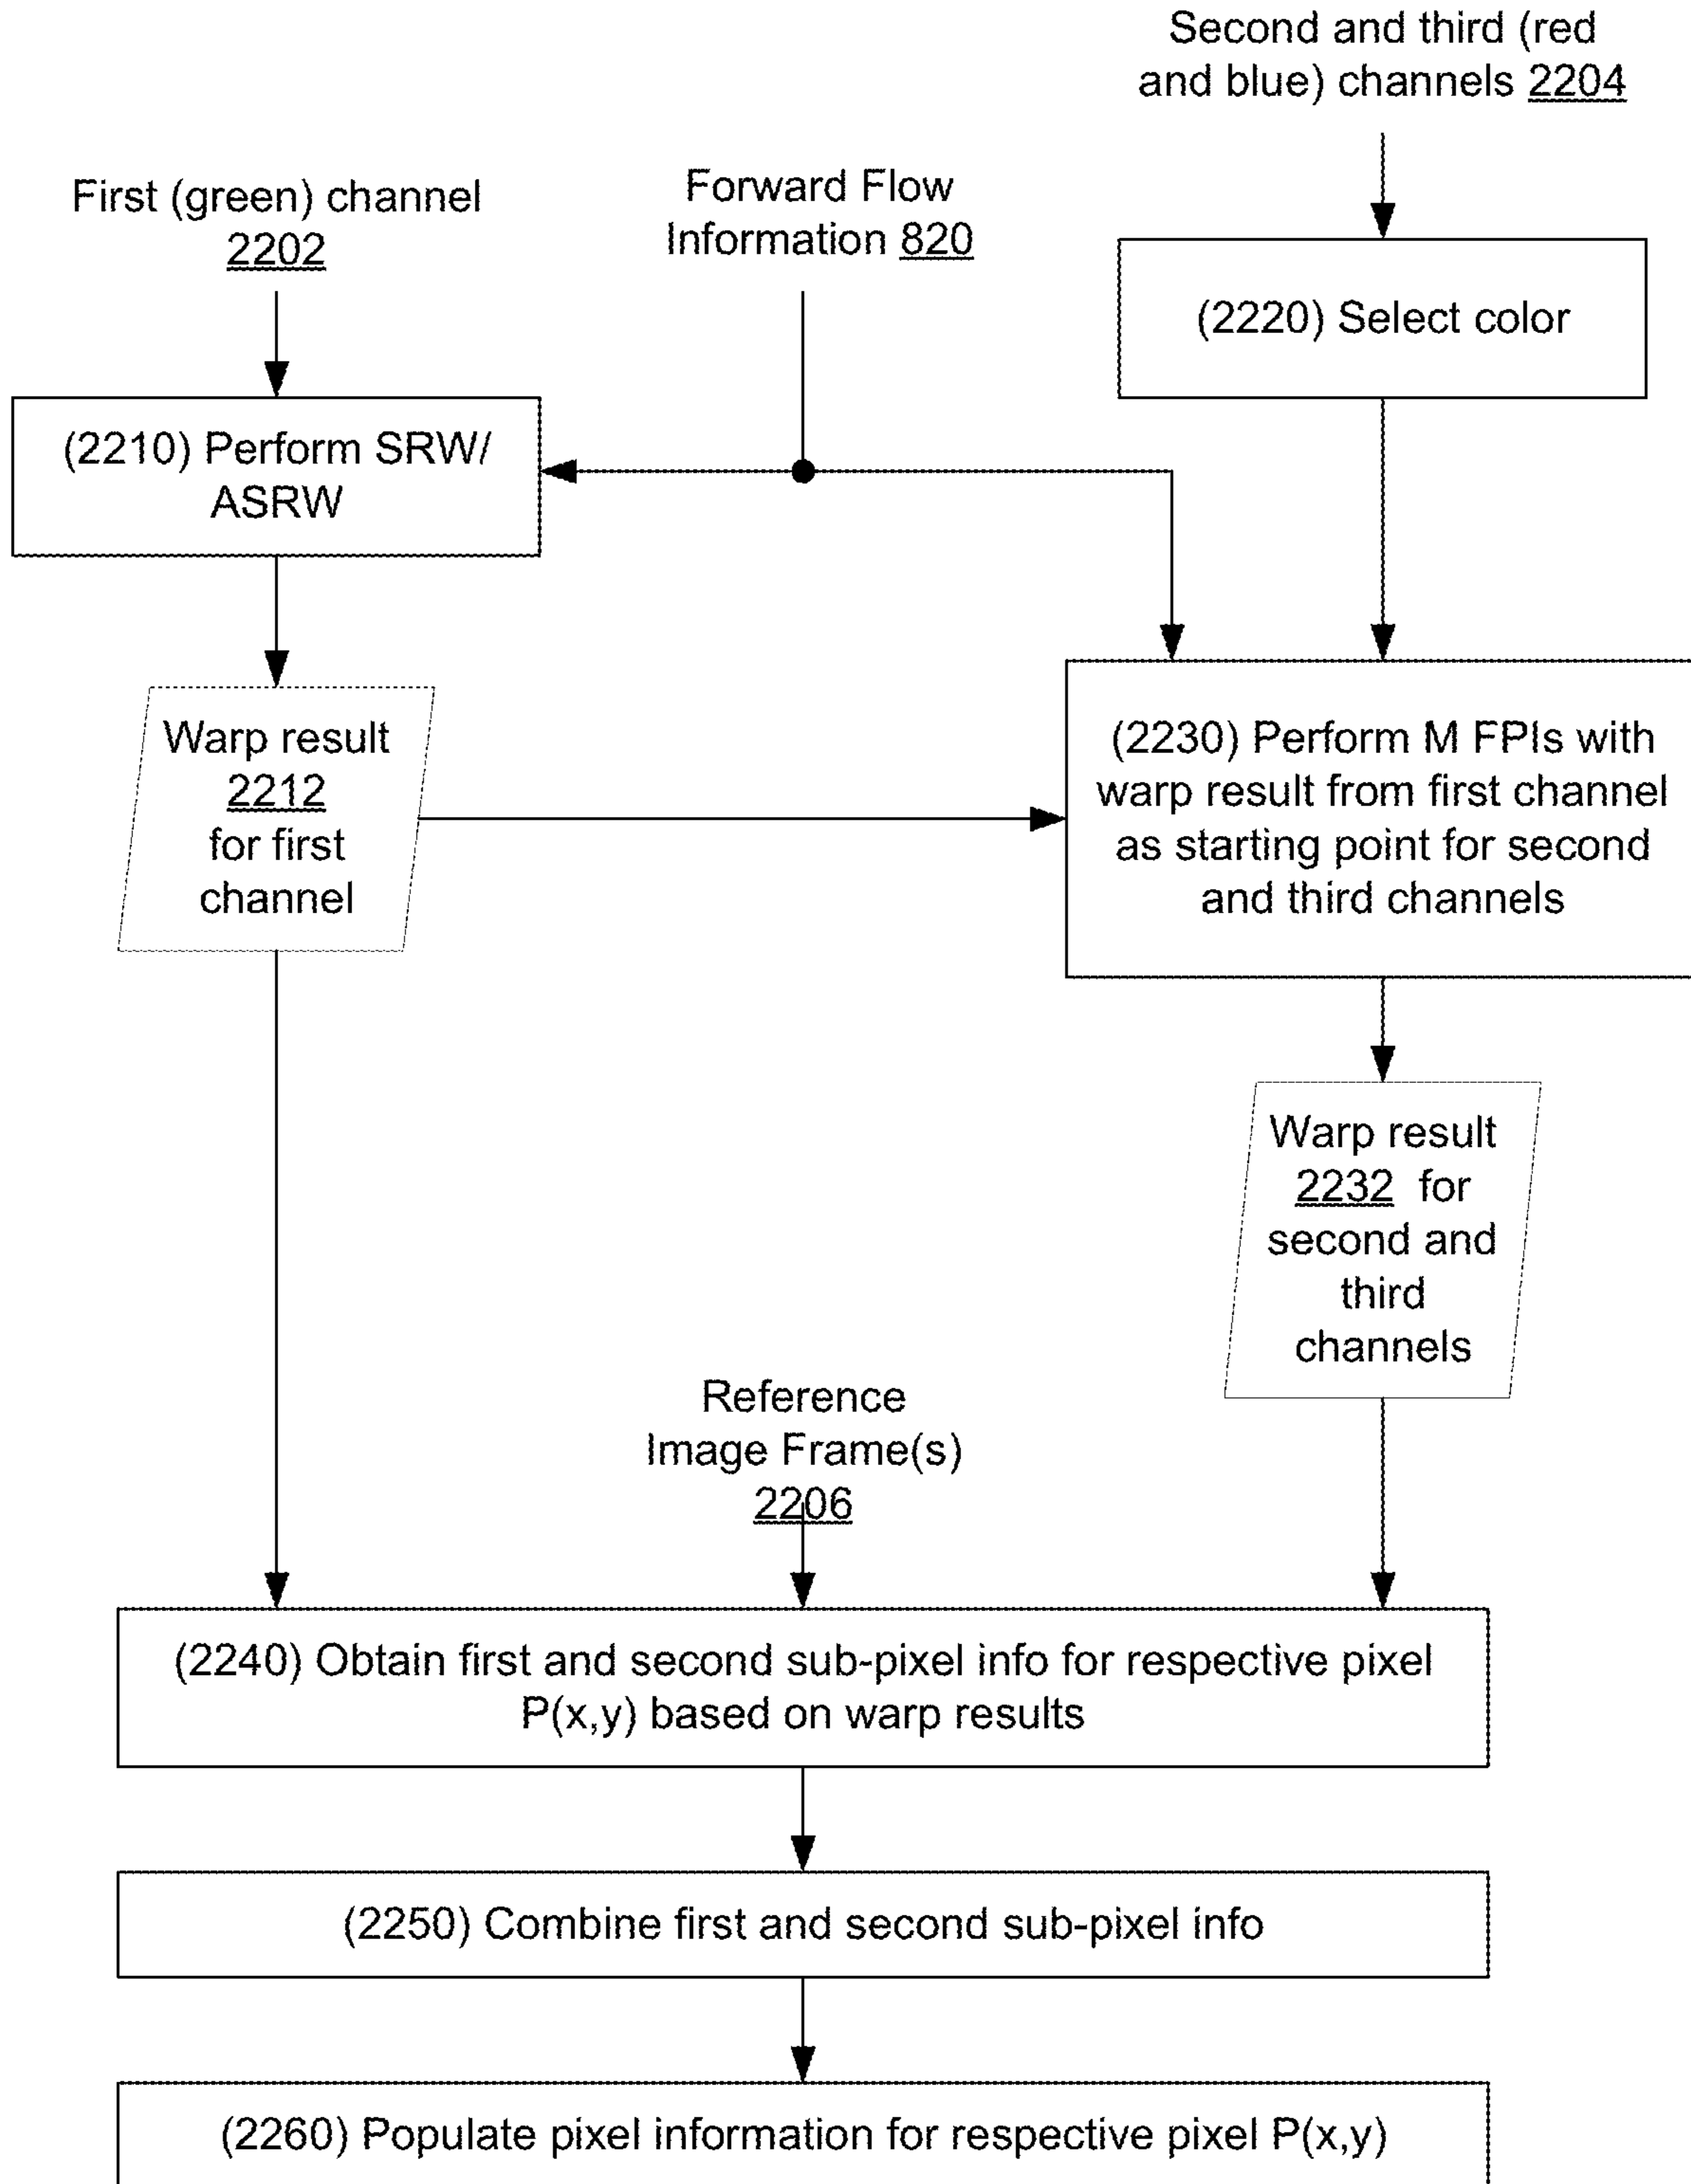 Second and third (red
and blue) channels 2204
First (green) channel
2202
Forward Flow
Information 820
(2220) Select color
(2210) Perform SRW/
ASRW
Warp result
2212
for first
channel
(2230) Perform M FPIs with
warp result from first channel
as starting point for second
and third channels
Warp result
2232 for
second and
third
channels
Reference
Image Frame(s)
2206
(2240) Obtain first and second sub-pixel info for respective pixel
P(x,y) based on warp results
(2250) Combine first and second sub-pixel info
(2260) Populate pixel information for respective pixel P(x,y)